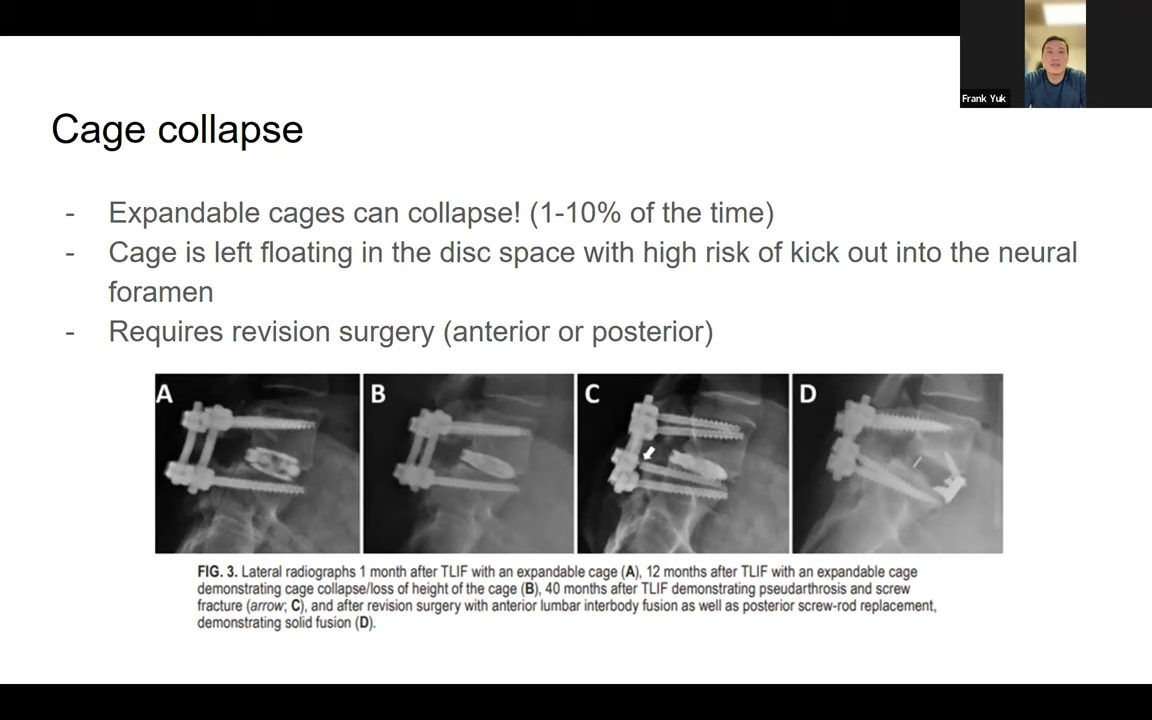 Frank Yuk
Cage collapse
- Expandable cages can collapse! (1-10% of the time)
- Cage is left floating in the disc space with high risk of kick out into the neural
foramen
- Requires revision surgery (anterior or posterior)
A B C D
FIG. 3. Lateral radiographs 1 month after TLIF with an expandable cage (A), 12 months after TLIF with an expandable cage
demonstrating cage collapse/loss of height of the cage (B), 40 months after TLIF demonstrating pseudarthrosis and screw
fracture (arrow; C), and after revision surgery with anterior lumbar interbody fusion as well as posterior screw-rod replacement,
demonstrating solid fusion (D).